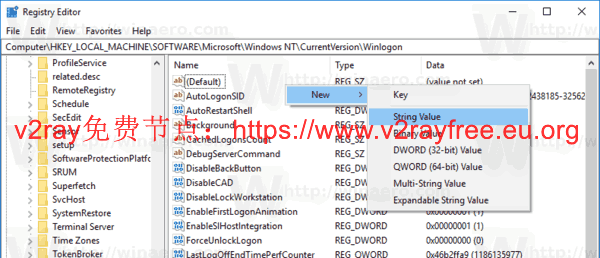 Registry Editor
File Edit View Favorites Help
Computer\HKEY_LOCAL_MACHINE\SOFTWARE\Microsoft\Windows NT\CurrentVersion\Winlogon
ProfileService
related.desc
RemoteRegistry
Schedule
SecEdit
Sensor
setup
SoftwareProtectionPlatfo
SRUM
Superfetch
SvcHost
SystemRestore
Terminal Server
Time Zones
TokenBroker
Name Type Data
(Default) REG_SZ (value not set)
AutoLogonSID 438185-32562
AutoRestartShell REG_DW
Background
CachedLogonsCount
DebugServerCommand REG_SZ
DisableBackButton REG_DW
DisableCAD REG_DW
DisableLockWorkstation REG_DW
EnableFirstLogonAnimation REG_DWORD 0x00000001 (1)
EnableSIHostIntegration REG_DWORD 0x00000001 (1)
ForceUnlockLogon REG_DWORD 0x00000000 (0)
LastLogOffEndTimePerfCounter REG_QWORD 0x46b2ffa9 (1186135977)
New
Key
String Value
Binary Value
DWORD (32-bit) Value
QWORD (64-bit) Value
Multi-String Value
Expandable String Value
v2ray免费节点：https://www.v2rayfree.eu.org
http://winaero.com